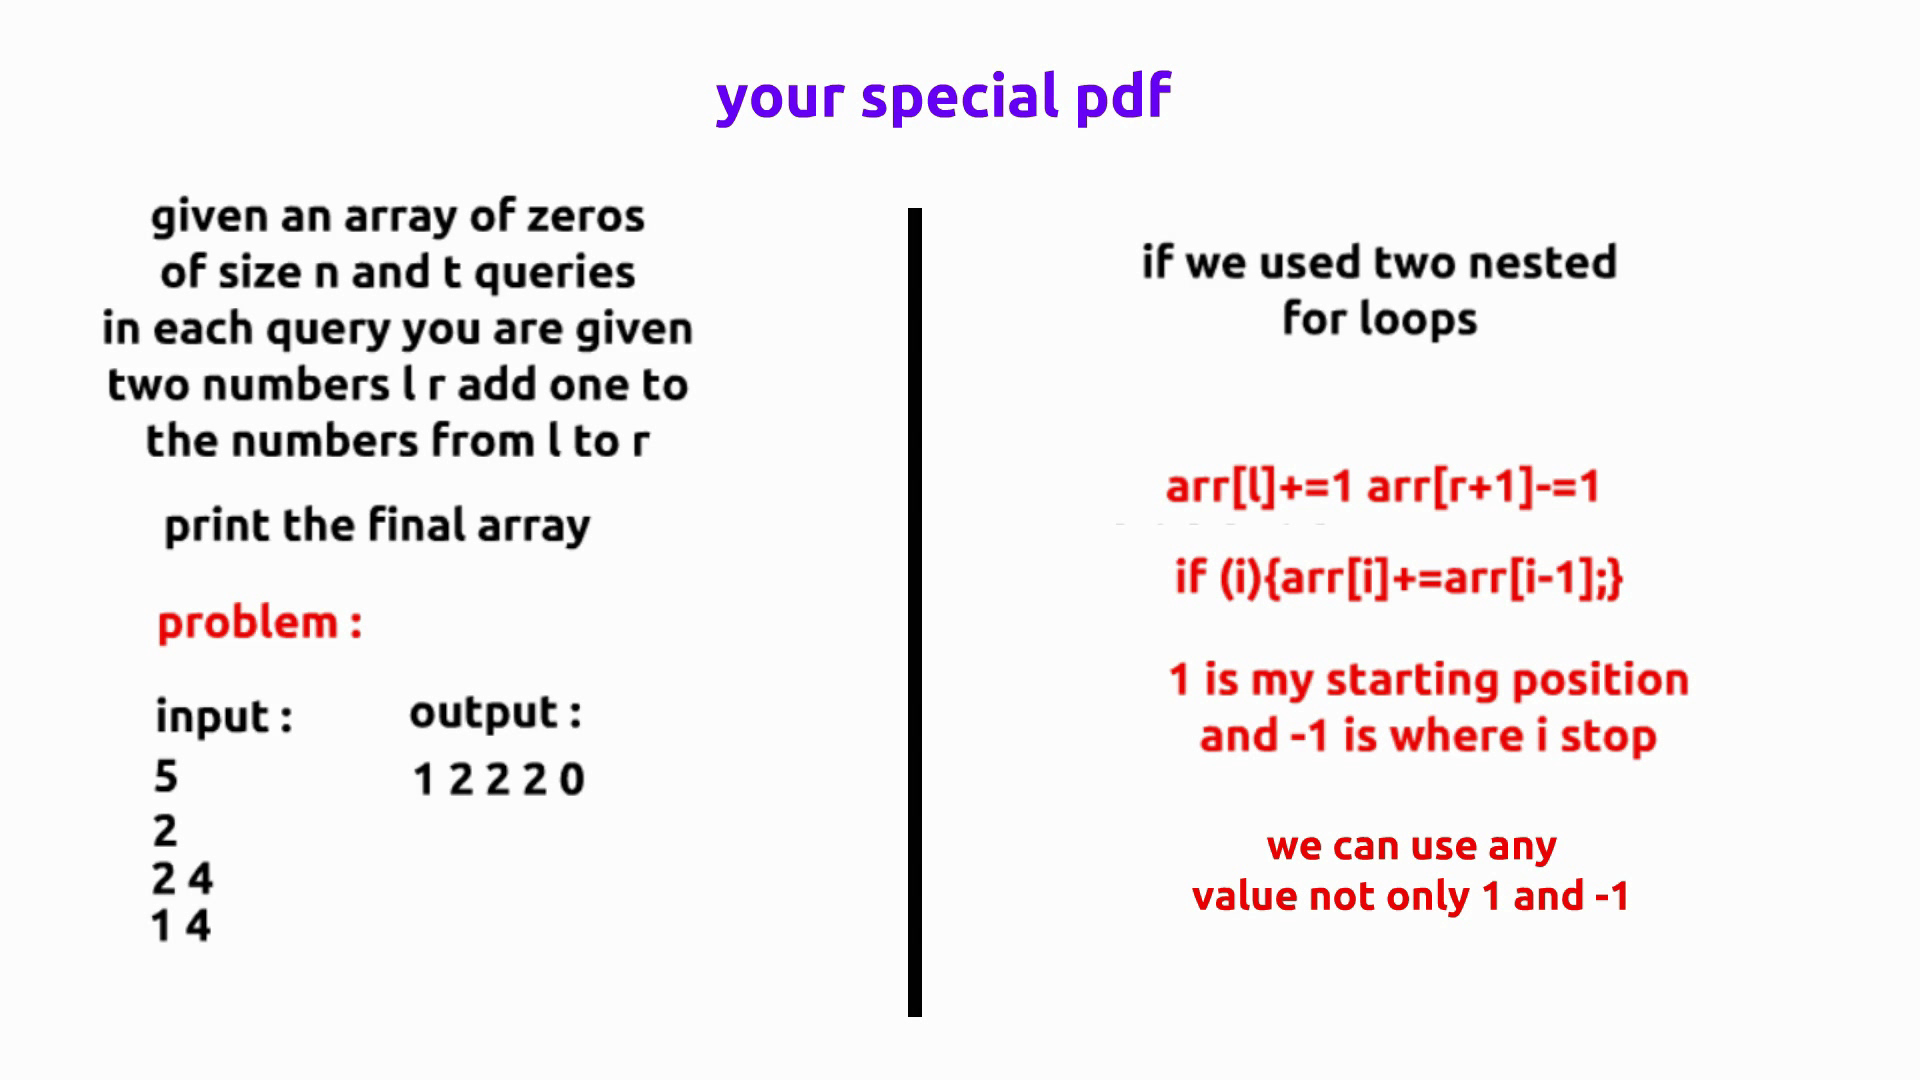 your special pdf
given an array of zeros
of size n and t queries
in each query you are given
two numbers l r add one to
the numbers from l to r
print the final array
problem :
input :
5
2
2 4
1 4
output :
1 2 2 2 0
if we used two nested
for loops
arr[l]+=1 arr[r+1]-=1
if (i){arr[i]+=arr[i-1];}
1 is my starting position
and -1 is where i stop
we can use any
value not only 1 and -1